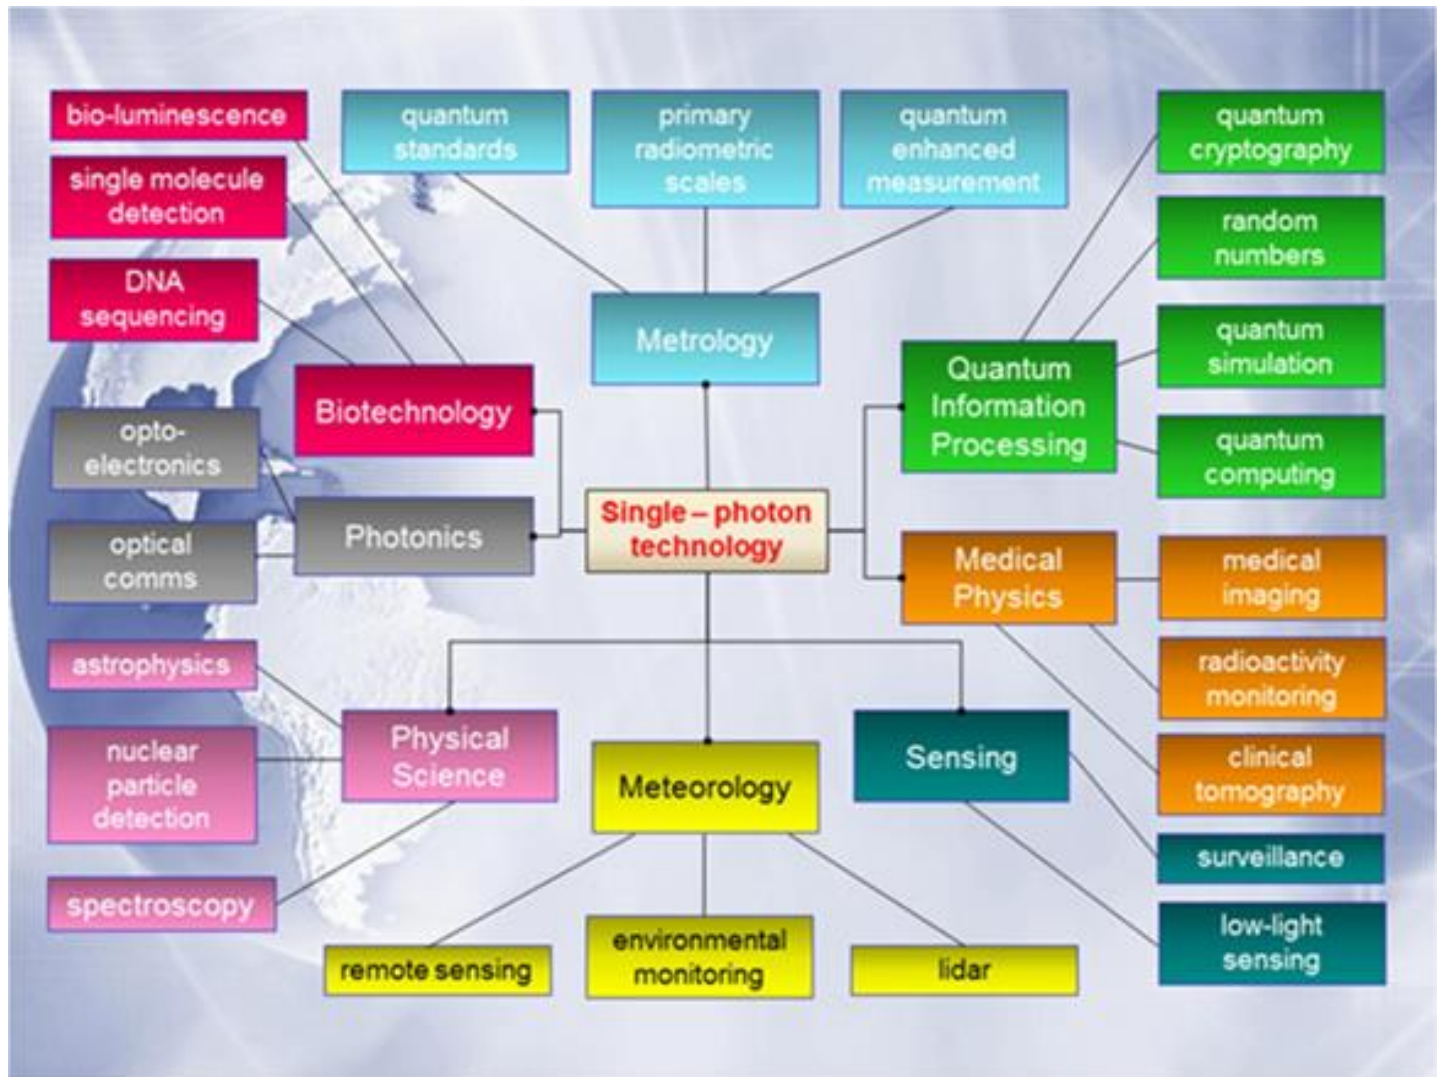 bio-luminescence
single molecule
detection
DNA
sequencing
quantum
standards
primary
radiometric
scales
quantum
enhanced
measurement
quantum
cryptography
random
numbers
quantum
simulation
quantum
computing
Metrology
Biotechnology
Quantum
Information
Processing
opto-
electronics
optical
comms
Photonics
Single – photon
technology
Medical
Physics
medical
imaging
radioactivity
monitoring
clinical
tomography
astrophysics
nuclear
particle
detection
spectroscopy
Physical
Science
Meteorology
Sensing
surveillance
low-light
sensing
remote sensing
environmental
monitoring
lidar